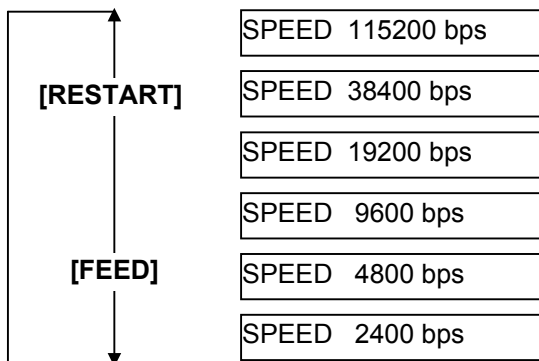 SPEED 115200 bps
[RESTART]
SPEED 38400 bps
SPEED 19200 bps
SPEED 9600 bps
[FEED]
SPEED 4800 bps
SPEED 2400 bps